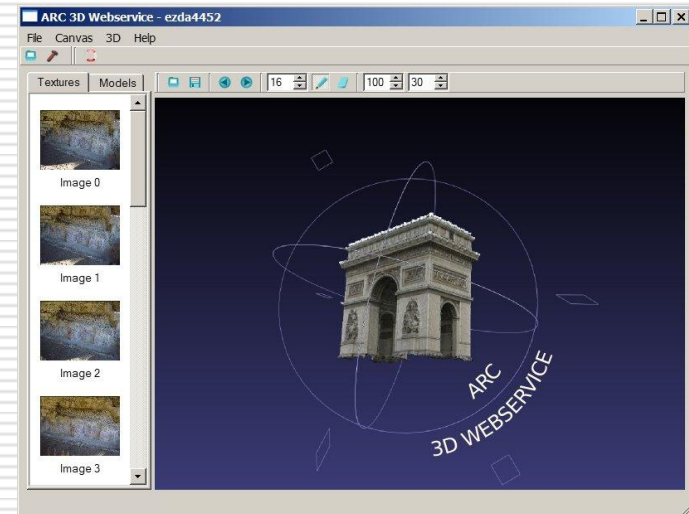 ARC 3D Webservice - ezda4452
File Canvas 3D Help
Textures Models 16 100 30
Image 0
Image 1
Image 2
Image 3
ARC
3D WEBSERVICE